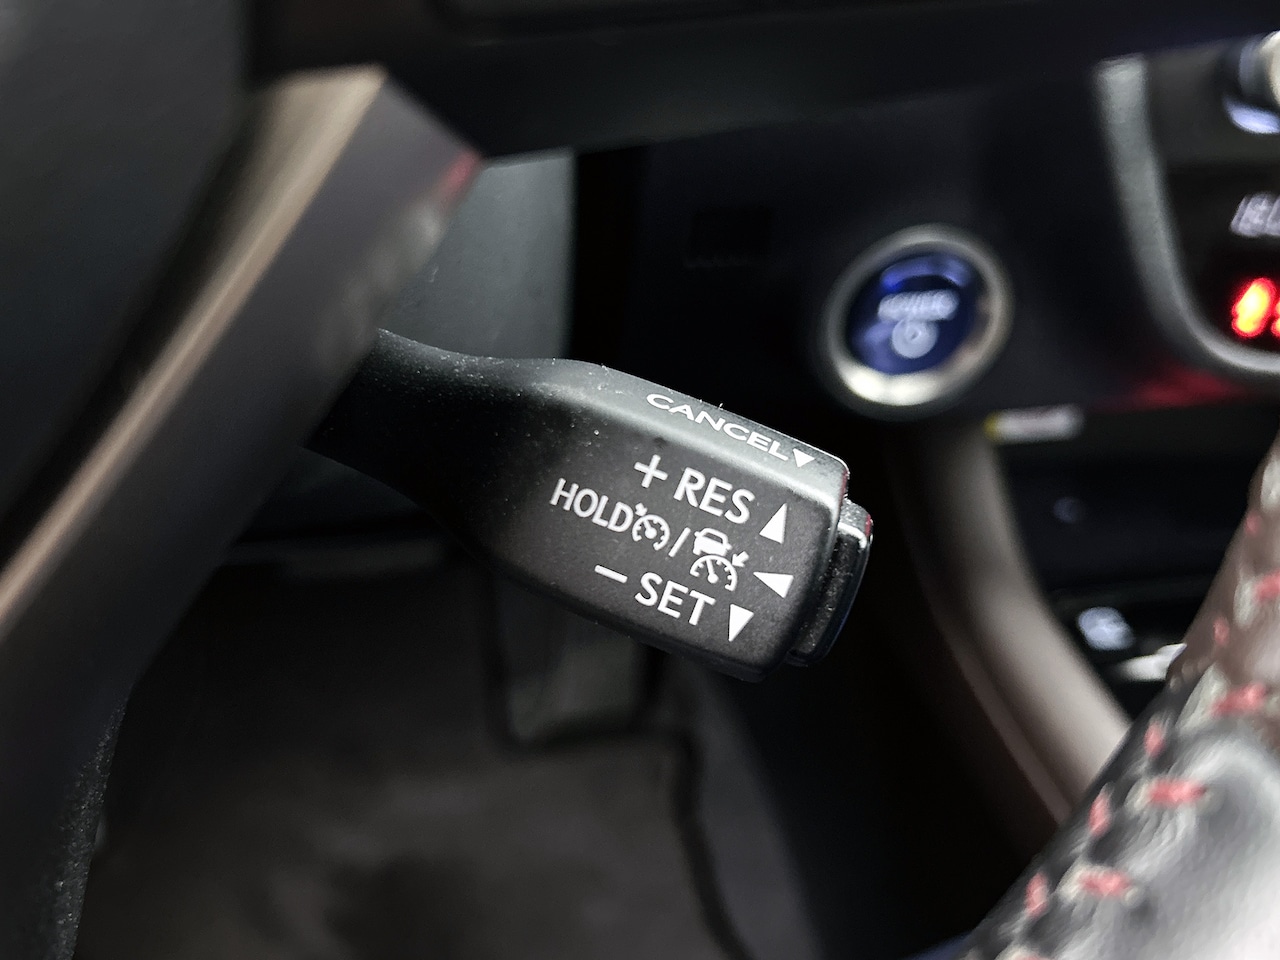 CANCEL
+ RES
HOLD /
− SET